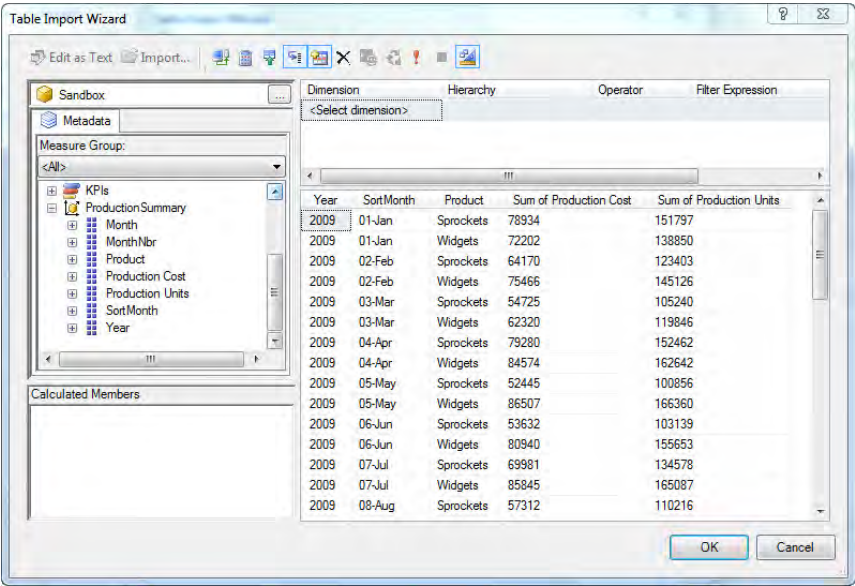 Table Import Wizard
Edit as Text Import...
Sandbox ...
Metadata
Measure Group:
<All>
KPIs
ProductionSummary
Month
MonthNbr
Product
Production Cost
Production Units
SortMonth
Year
Calculated Members
Dimension Hierarchy Operator Filter Expression
<Select dimension>
Year SortMonth Product Sum of Production Cost Sum of Production Units
2009 01-Jan Sprockets 78934 151797
2009 01-Jan Widgets 72202 138850
2009 02-Feb Sprockets 64170 123403
2009 02-Feb Widgets 75466 145126
2009 03-Mar Sprockets 54725 105240
2009 03-Mar Widgets 62320 119846
2009 04-Apr Sprockets 79280 152462
2009 04-Apr Widgets 84574 162642
2009 05-May Sprockets 52445 100856
2009 05-May Widgets 86507 166360
2009 06-Jun Sprockets 53632 103139
2009 06-Jun Widgets 80940 155653
2009 07-Jul Sprockets 69981 134578
2009 07-Jul Widgets 85845 165087
2009 08-Aug Sprockets 57312 110216
OK Cancel